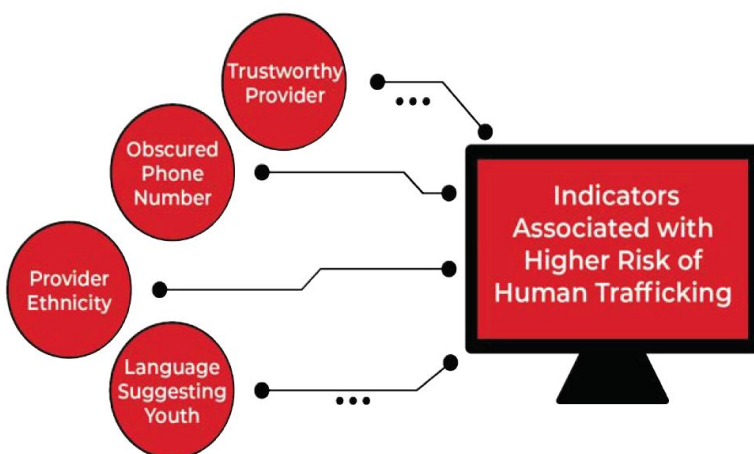 Trustworthy
Provider
Obscured
Phone
Number
Provider
Ethnicity
Language
Suggesting
Youth
Indicators
Associated with
Higher Risk of
Human Trafficking